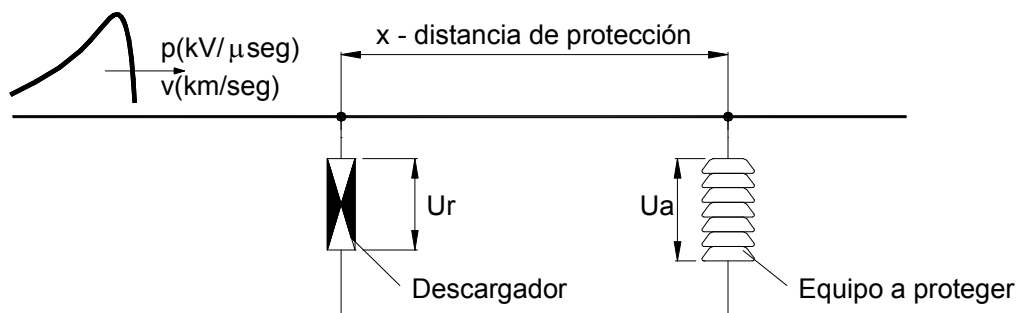 x - distancia de protección
p(kV/μseg)
v(km/seg)
Ur
Ua
Descargador
Equipo a proteger